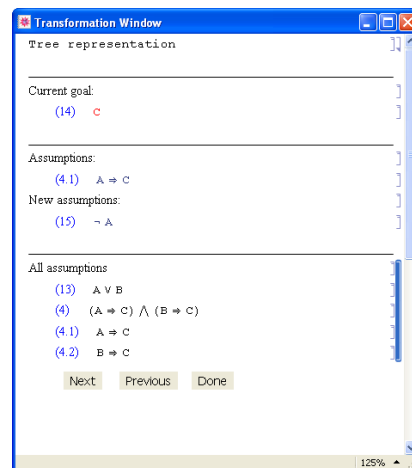 Transformation Window
Tree representation
Current goal:
(14) C
Assumptions:
(4.1) A ⇒ C
New assumptions:
(15) ¬ A
All assumptions
(13) A ∨ B
(4) (A ⇒ C) ⋀ (B ⇒ C)
(4.1) A ⇒ C
(4.2) B ⇒ C
Next Previous Done
125%